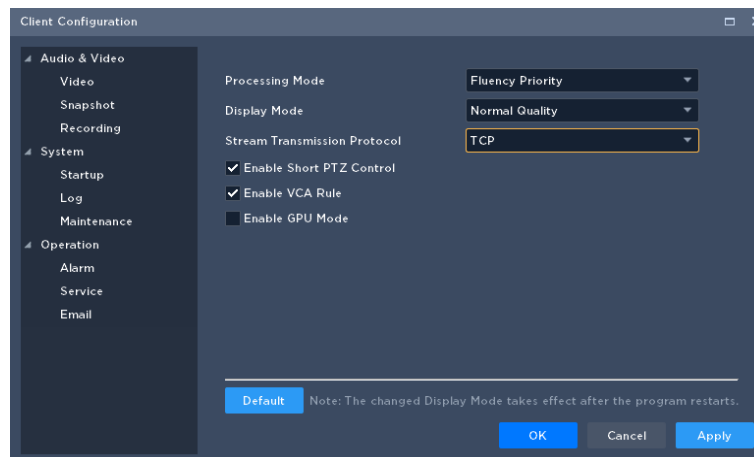 Client Configuration
Audio & Video
Video
Snapshot
Recording
System
Startup
Log
Maintenance
Operation
Alarm
Service
Email
Processing Mode
Fluency Priority
Display Mode
Normal Quality
Stream Transmission Protocol
TCP
Enable Short PTZ Control
Enable VCA Rule
Enable GPU Mode
Default
Note: The changed Display Mode takes effect after the program restarts.
OK
Cancel
Apply